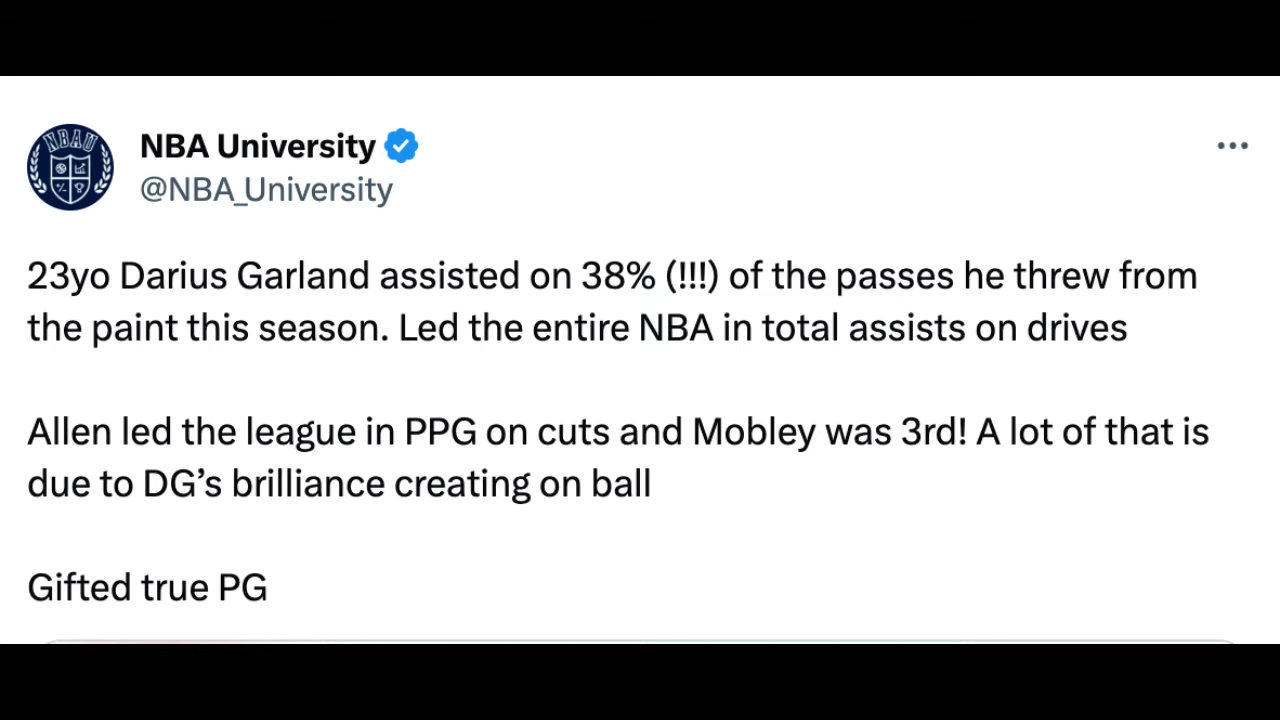 NBAU
NBA University
@NBA_University
23yo Darius Garland assisted on 38% (!!!) of the passes he threw from
the paint this season. Led the entire NBA in total assists on drives
Allen led the league in PPG on cuts and Mobley was 3rd! A lot of that is
due to DG’s brilliance creating on ball
Gifted true PG